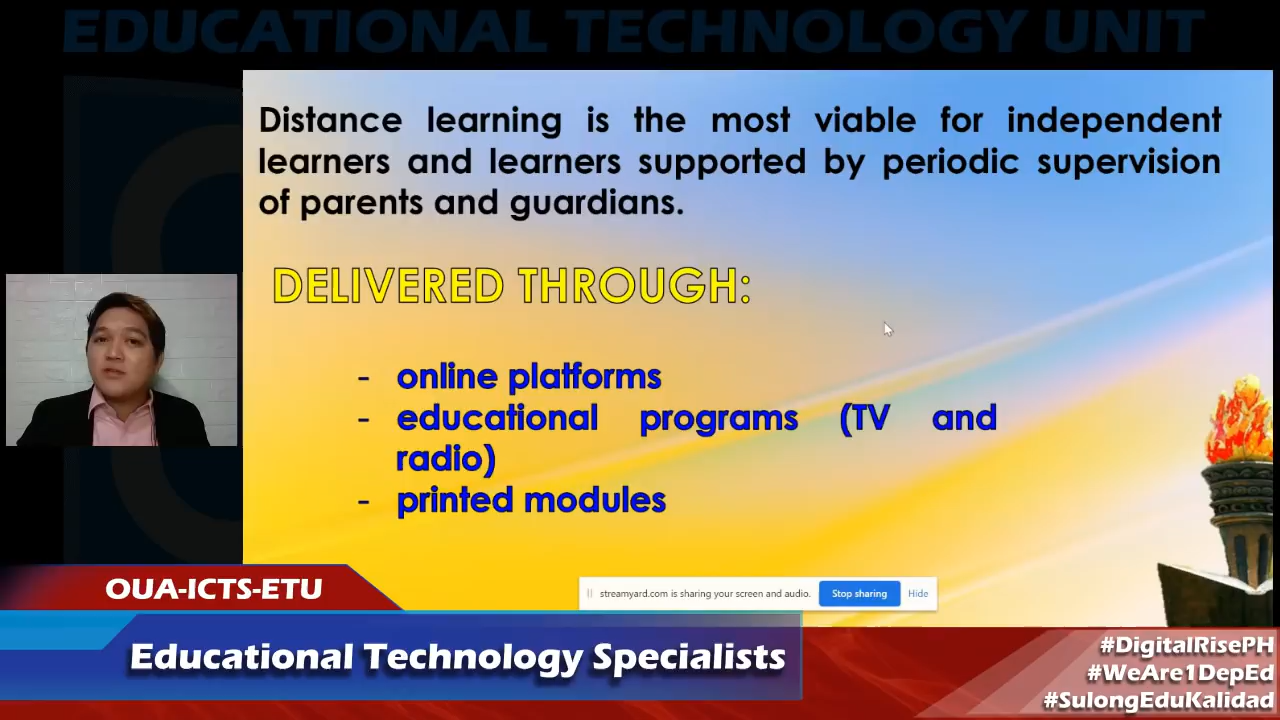 EDUCATIONAL TECHNOLOGY UNIT
Distance learning is the most viable for independent
learners and learners supported by periodic supervision
of parents and guardians.
DELIVERED THROUGH:
- online platforms
- educational programs (TV and
radio)
- printed modules
streamyard.com is sharing your screen and audio. Stop sharing Hide
OUA-ICTS-ETU
Educational Technology Specialists
#DigitalRisePH
#WeAre1DepEd
#SulongEduKalidad